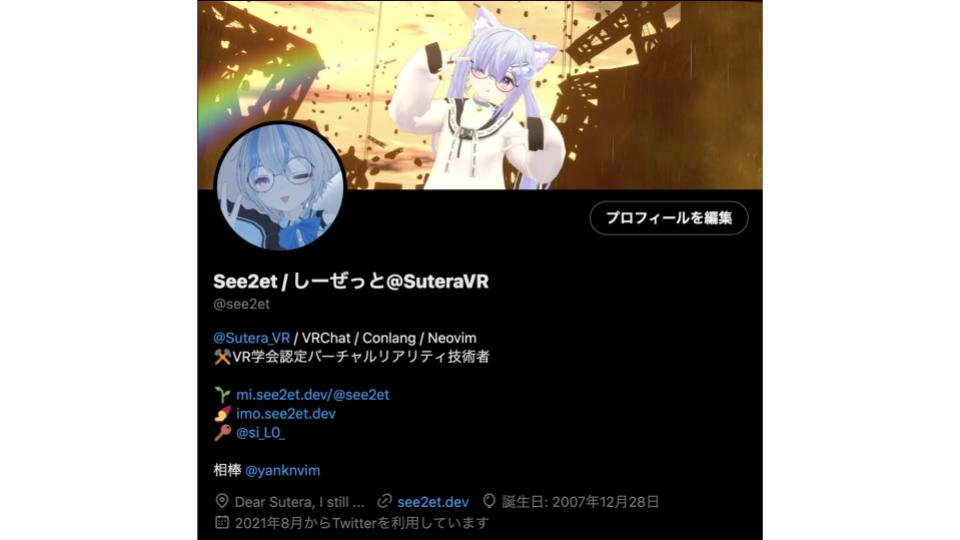 プロフィールを編集
See2et / しーぜっと@SuteraVR
@see2et
@Sutera_VR / VRChat / Conlang / Neovim
⚒️VR学会認定バーチャルリアリティ技術者
🌱 mi.see2et.dev/@see2et
🍠 imo.see2et.dev
🗝️ @si_L0_
相棒 @yanknvim
Dear Sutera, I still ... see2et.dev 誕生日: 2007年12月28日
2021年8月からTwitterを利用しています